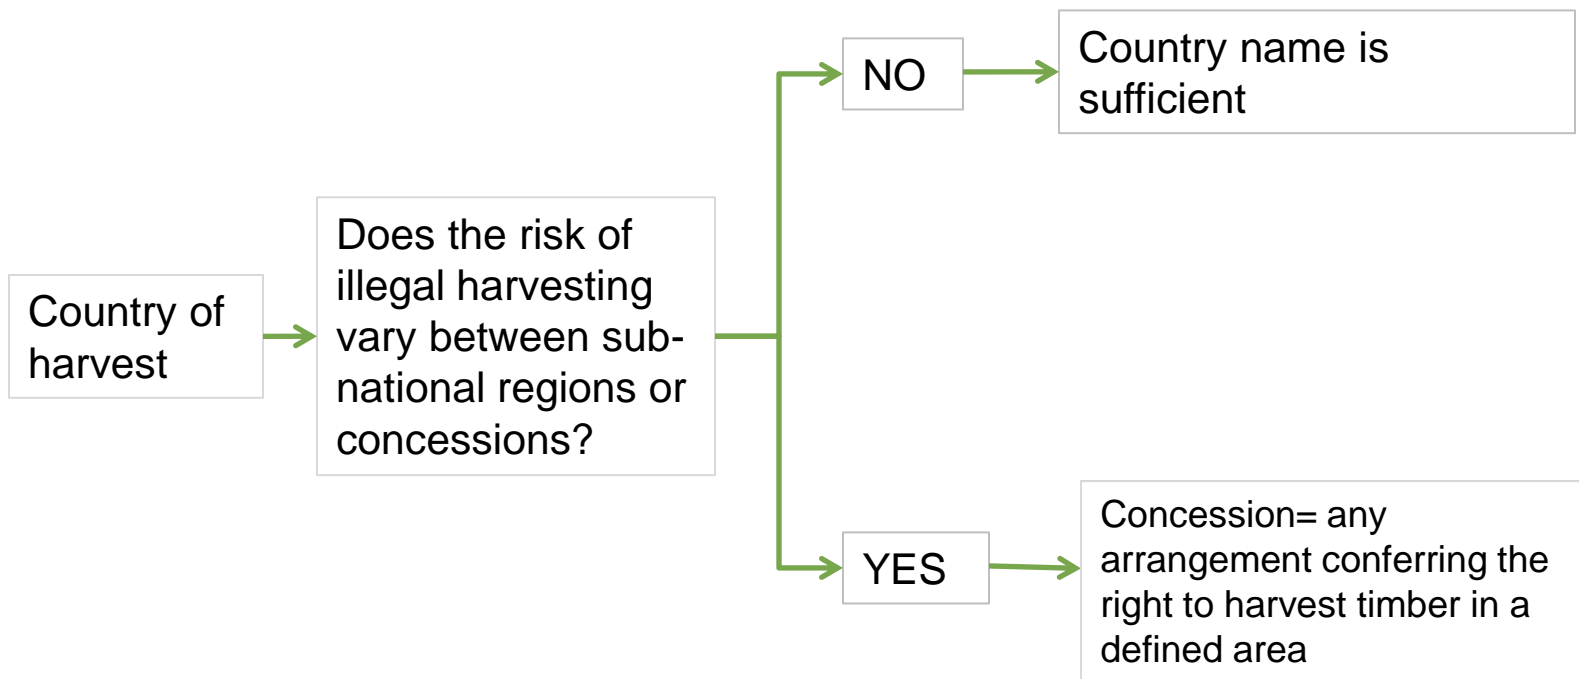 Country of
harvest
Does the risk of
illegal harvesting
vary between sub-
national regions or
concessions?
NO
Country name is
sufficient
YES
Concession= any
arrangement conferring the
right to harvest timber in a
defined area